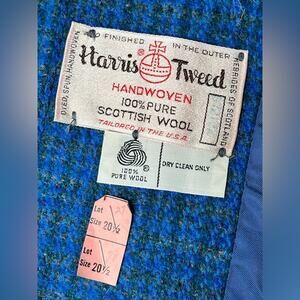 DYED, SPUN, HANDWOVEN AND FINISHED IN THE OUTER HEBRIDES OF SCOTLAND
Harris Tweed
HANDWOVEN
100% PURE
SCOTTISH WOOL
TAILORED IN THE U.S.A.
DRY CLEAN ONLY
100%
PURE WOOL
Lot
Size 20½
Lot
Size 20½